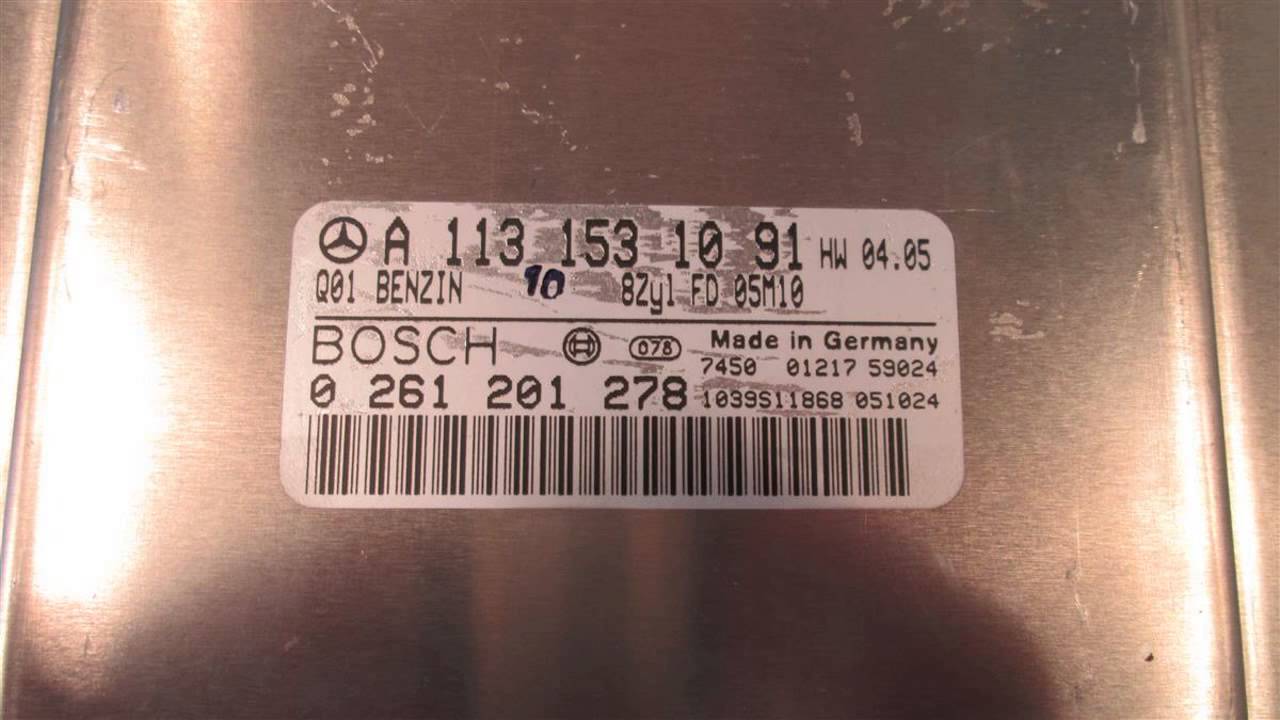 A 113 153 10 91 HW 04.05
Q01 BENZIN 10 8Zyl FD 05M10
BOSCH 078 Made in Germany
7450 01217 59024
0 261 201 278 1039S11868 051024